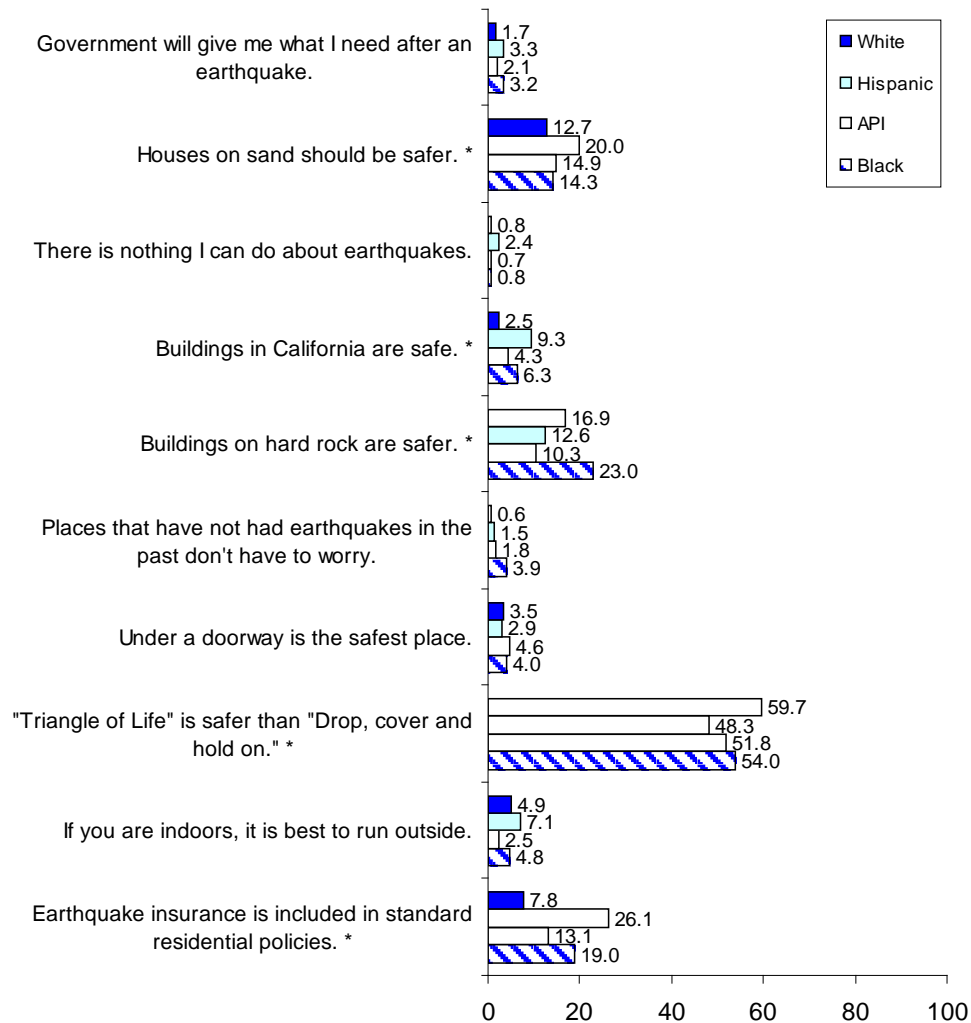 Government will give me what I need after an
earthquake.
1.7
3.3
2.1
3.2
Houses on sand should be safer. *
12.7
20.0
14.9
14.3
There is nothing I can do about earthquakes.
0.8
2.4
0.7
0.8
Buildings in California are safe. *
2.5
9.3
4.3
6.3
Buildings on hard rock are safer. *
16.9
12.6
10.3
23.0
Places that have not had earthquakes in the
past don't have to worry.
0.6
1.5
1.8
3.9
Under a doorway is the safest place.
3.5
2.9
4.6
4.0
"Triangle of Life" is safer than "Drop, cover and
hold on." *
59.7
48.3
51.8
54.0
If you are indoors, it is best to run outside.
4.9
7.1
2.5
4.8
Earthquake insurance is included in standard
residential policies. *
7.8
26.1
13.1
19.0
0 20 40 60 80 100
White
Hispanic
API
Black